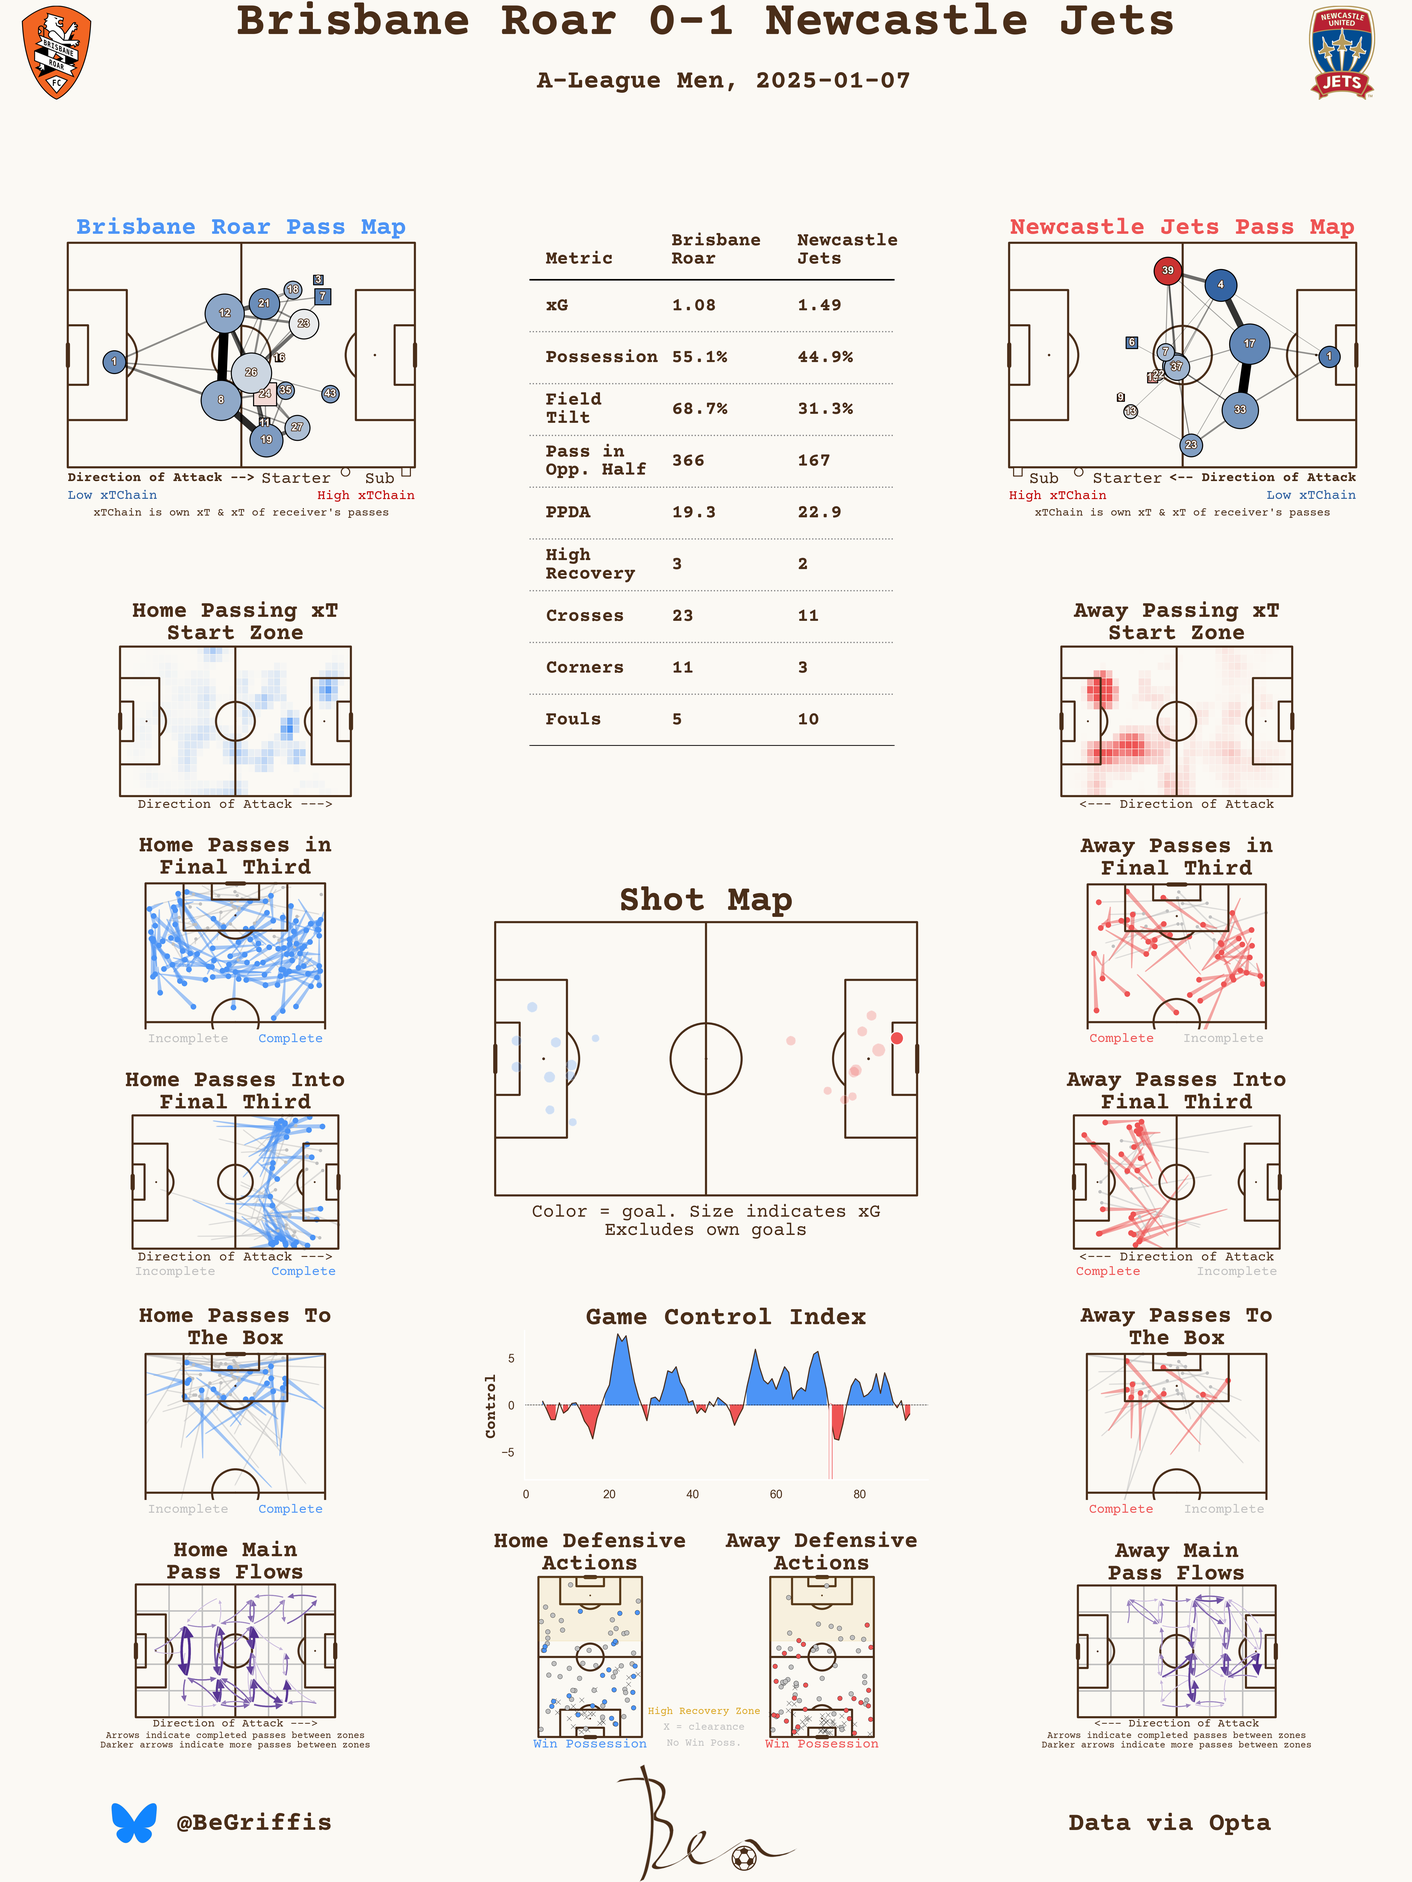 Brisbane Roar 0-1 Newcastle Jets
A-League Men, 2025-01-07
BRISBANE
ROAR
FC
NEWCASTLE
UNITED
JETS
Brisbane Roar Pass Map
1
12
8
21
18
3
7
23
16
26
24
35
43
11
27
19
Direction of Attack --> Starter Sub
Low xTChain High xTChain
xTChain is own xT & xT of receiver's passes
Metric Brisbane Roar Newcastle Jets
xG 1.08 1.49
Possession 55.1% 44.9%
Field Tilt 68.7% 31.3%
Pass in Opp. Half 366 167
PPDA 19.3 22.9
High Recovery 3 2
Crosses 23 11
Corners 11 3
Fouls 5 10
Newcastle Jets Pass Map
39
4
6
7
17
1
37
22
9
13
33
23
Sub Starter <-- Direction of Attack
High xTChain Low xTChain
xTChain is own xT & xT of receiver's passes
Home Passing xT
Start Zone
Direction of Attack --->
Away Passing xT
Start Zone
<--- Direction of Attack
Home Passes in
Final Third
Incomplete Complete
Away Passes in
Final Third
Complete Incomplete
Shot Map
Color = goal. Size indicates xG
Excludes own goals
Home Passes Into
Final Third
Direction of Attack --->
Incomplete Complete
Away Passes Into
Final Third
<--- Direction of Attack
Complete Incomplete
Home Passes To
The Box
Incomplete Complete
Game Control Index
Control
5
0
−5
0 20 40 60 80
Away Passes To
The Box
Complete Incomplete
Home Main
Pass Flows
Direction of Attack --->
Arrows indicate completed passes between zones
Darker arrows indicate more passes between zones
Home Defensive
Actions
Win Possession
Away Defensive
Actions
Win Possession
High Recovery Zone
X = clearance
No Win Poss.
Away Main
Pass Flows
<--- Direction of Attack
Arrows indicate completed passes between zones
Darker arrows indicate more passes between zones
@BeGriffis
Ben
Data via Opta